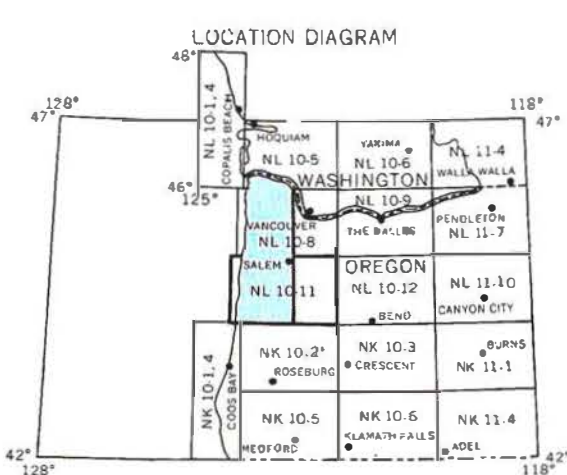 LOCATION DIAGRAM
48°
128°
47°
118°
47°
NL 10-1, 4
COPALIS BEACH
HOQUIAM
NL 10-5
YAKIMA
NL 10-6
NL 11-4
WALLA WALLA
46°
125°
WASHINGTON
NL 10-9
VANCOUVER
NL 10-8
THE DALLES
PENDLETON
NL 11-7
SALEM
NL 10-11
OREGON
NL 10-12
BEND
NL 11-10
CANYON CITY
NK 10-1, 4
COOS BAY
NK 10-2
ROSEBURG
NK 10-3
CRESCENT
BURNS
NK 11-1
NK 10-5
MEDFORD
NK 10-6
KLAMATH FALLS
NK 11-4
ADEL
42°
128°
42°
118°